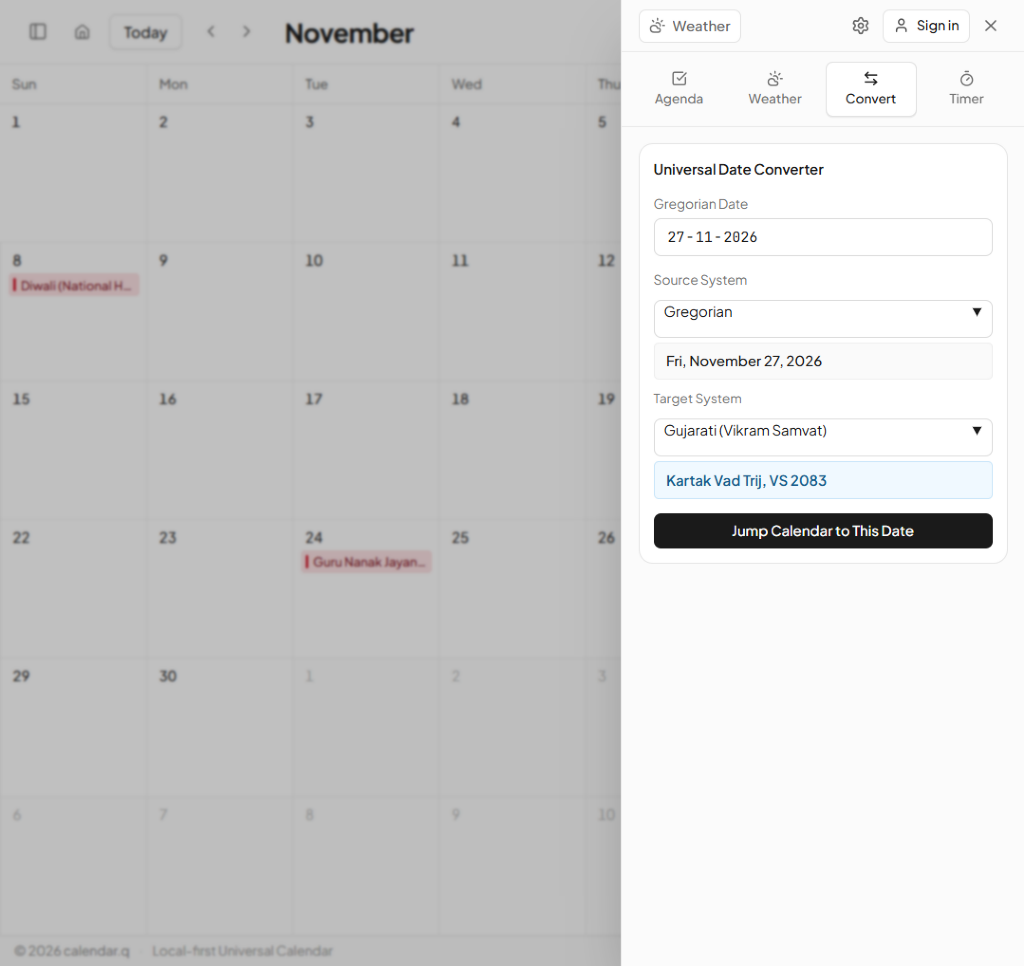 Today
November
Sun Mon Tue Wed Thu
1 2 3 4 5
8 9 10 11 12
Diwali (National H...
15 16 17 18 19
22 23 24 25 26
Guru Nanak Jayan...
29 30 1 2 3
6 7 8 9 10
© 2026 calendar.q · Local-first Universal Calendar
Weather
Sign in
Agenda Weather Convert Timer
Universal Date Converter
Gregorian Date
27-11-2026
Source System
Gregorian
Fri, November 27, 2026
Target System
Gujarati (Vikram Samvat)
Kartak Vad Trij, VS 2083
Jump Calendar to This Date